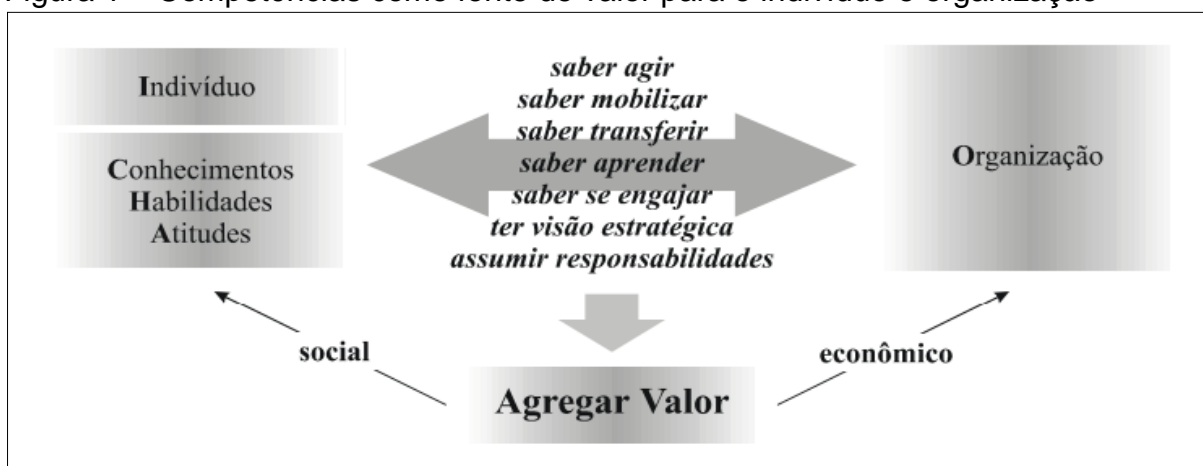 Figura 1 – Competências como fonte de valor para o indivíduo e organização
Indivíduo
Conhecimentos
Habilidades
Atitudes
saber agir
saber mobilizar
saber transferir
saber aprender
saber se engajar
ter visão estratégica
assumir responsabilidades
Organização
social
econômico
Agregar Valor